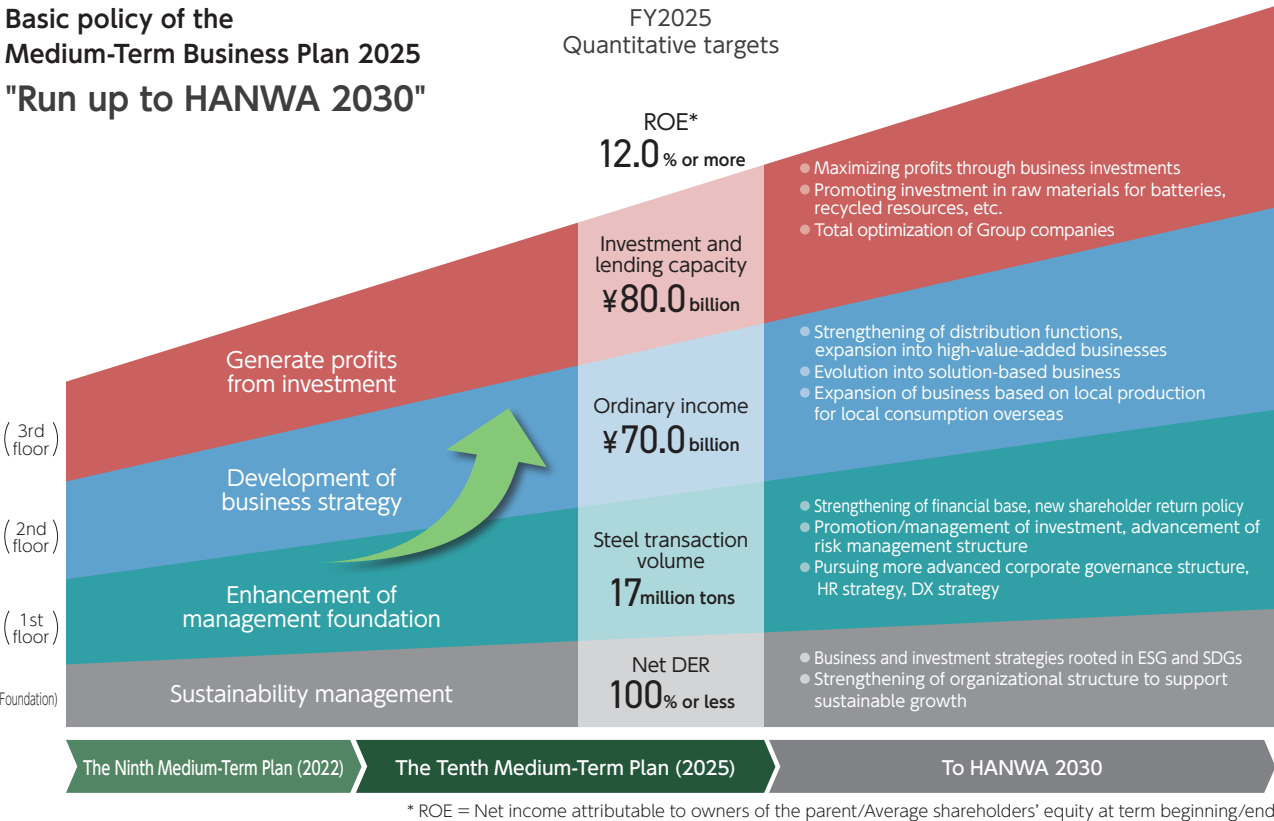 Basic policy of the
Medium-Term Business Plan 2025
"Run up to HANWA 2030"
FY2025
Quantitative targets
ROE*
12.0 % or more
Investment and
lending capacity
¥80.0 billion
Ordinary income
¥70.0 billion
Steel transaction
volume
17 million tons
Net DER
100% or less
(3rd
floor)
Generate profits
from investment
● Maximizing profits through business investments
● Promoting investment in raw materials for batteries,
recycled resources, etc.
● Total optimization of Group companies
(2nd
floor)
Development of
business strategy
● Strengthening of distribution functions,
expansion into high-value-added businesses
● Evolution into solution-based business
● Expansion of business based on local production
for local consumption overseas
(1st
floor)
Enhancement of
management foundation
● Strengthening of financial base, new shareholder return policy
● Promotion/management of investment, advancement of
risk management structure
● Pursuing more advanced corporate governance structure,
HR strategy, DX strategy
Foundation)
Sustainability management
● Business and investment strategies rooted in ESG and SDGs
● Strengthening of organizational structure to support
sustainable growth
The Ninth Medium-Term Plan (2022)
The Tenth Medium-Term Plan (2025)
To HANWA 2030
* ROE = Net income attributable to owners of the parent/Average shareholders' equity at term beginning/end